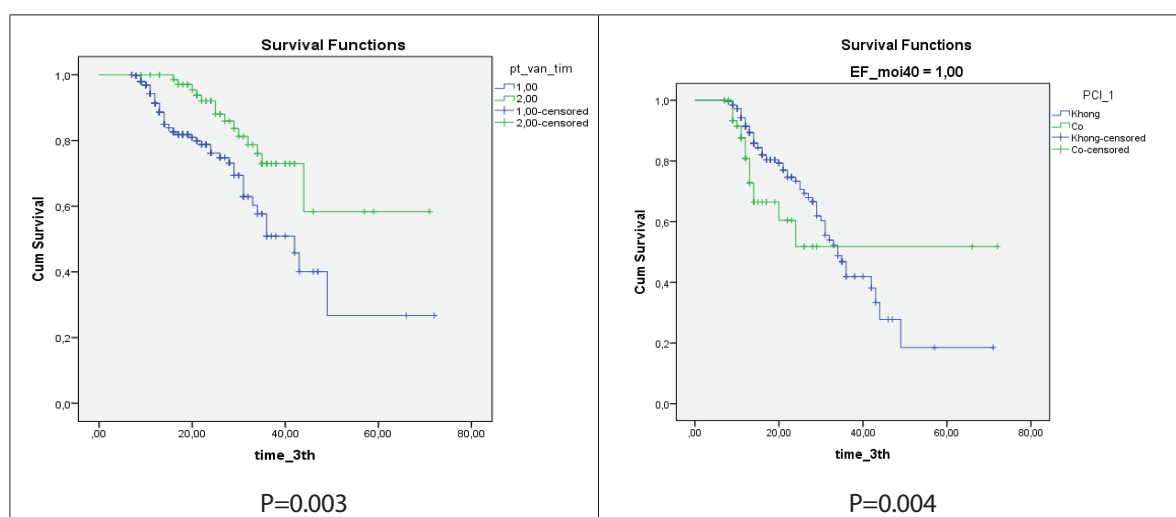 Survival Functions
pt_van_tim
1,00
2,00
1,00-censored
2,00-censored
Cum Survival
1,0
0,8
0,6
0,4
0,2
0,0
,00
20,00
40,00
60,00
80,00
time_3th
P=0.003
Survival Functions
EF_moi40 = 1,00
PCI_1
Khong
Co
Khong-censored
Co-censored
Cum Survival
1,0
0,8
0,6
0,4
0,2
0,0
,00
20,00
40,00
60,00
80,00
time_3th
P=0.004